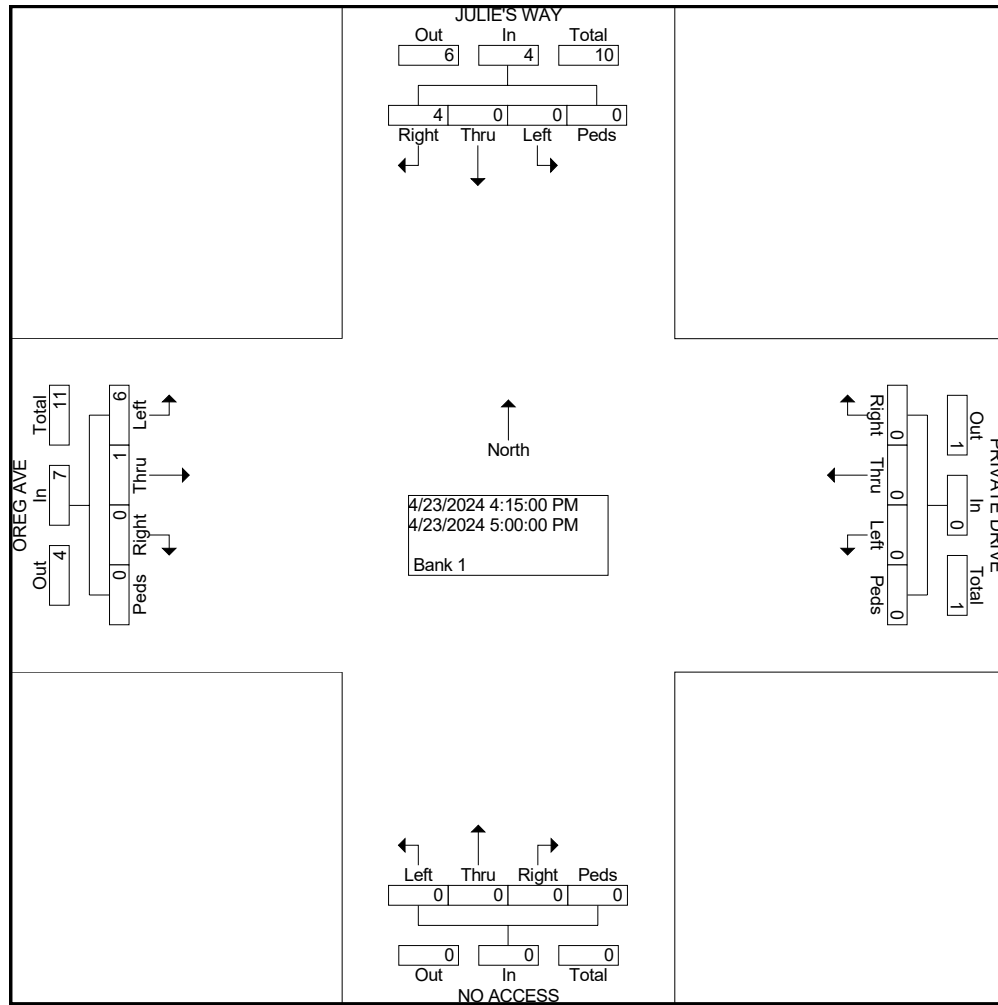 JULIE'S WAY
Out In Total
6 4 10
4 0 0 0
Right Thru Left Peds
OREG AVE
Total In Out
11 7 4
6 1 0 0
Left Thru Right Peds
North
4/23/2024 4:15:00 PM
4/23/2024 5:00:00 PM
Bank 1
Right Thru Left Peds
0 0 0 0
Out In Total
1 0 1
PRIVATE DRIVE
Left Thru Right Peds
0 0 0 0
0 0 0
Out In Total
NO ACCESS